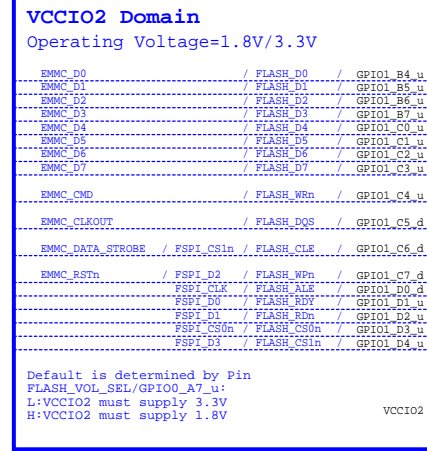 VCCIO2 Domain
Operating Voltage=1.8V/3.3V
EMMC_D0 / FLASH_D0 / GPIO1_B4_u
EMMC_D1 / FLASH_D1 / GPIO1_B5_u
EMMC_D2 / FLASH_D2 / GPIO1_B6_u
EMMC_D3 / FLASH_D3 / GPIO1_B7_u
EMMC_D4 / FLASH_D4 / GPIO1_C0_u
EMMC_D5 / FLASH_D5 / GPIO1_C1_u
EMMC_D6 / FLASH_D6 / GPIO1_C2_u
EMMC_D7 / FLASH_D7 / GPIO1_C3_u
EMMC_CMD / FLASH_WRn / GPIO1_C4_u
EMMC_CLKOUT / FLASH_DQS / GPIO1_C5_d
EMMC_DATA_STROBE / FSPI_CS1n / FLASH_CLE / GPIO1_C6_d
EMMC_RSTn / FSPI_D2 / FLASH_WPn / GPIO1_C7_d
FSPI_CLK / FLASH_ALE / GPIO1_D0_d
FSPI_D0 / FLASH_RDY / GPIO1_D1_u
FSPI_D1 / FLASH_RDn / GPIO1_D2_u
FSPI_CS0n / FLASH_CS0n / GPIO1_D3_u
FSPI_D3 / FLASH_CS1n / GPIO1_D4_u
Default is determined by Pin
FLASH_VOL_SEL/GPIO0_A7_u:
L:VCCIO2 must supply 3.3V
H:VCCIO2 must supply 1.8V
VCCIO2